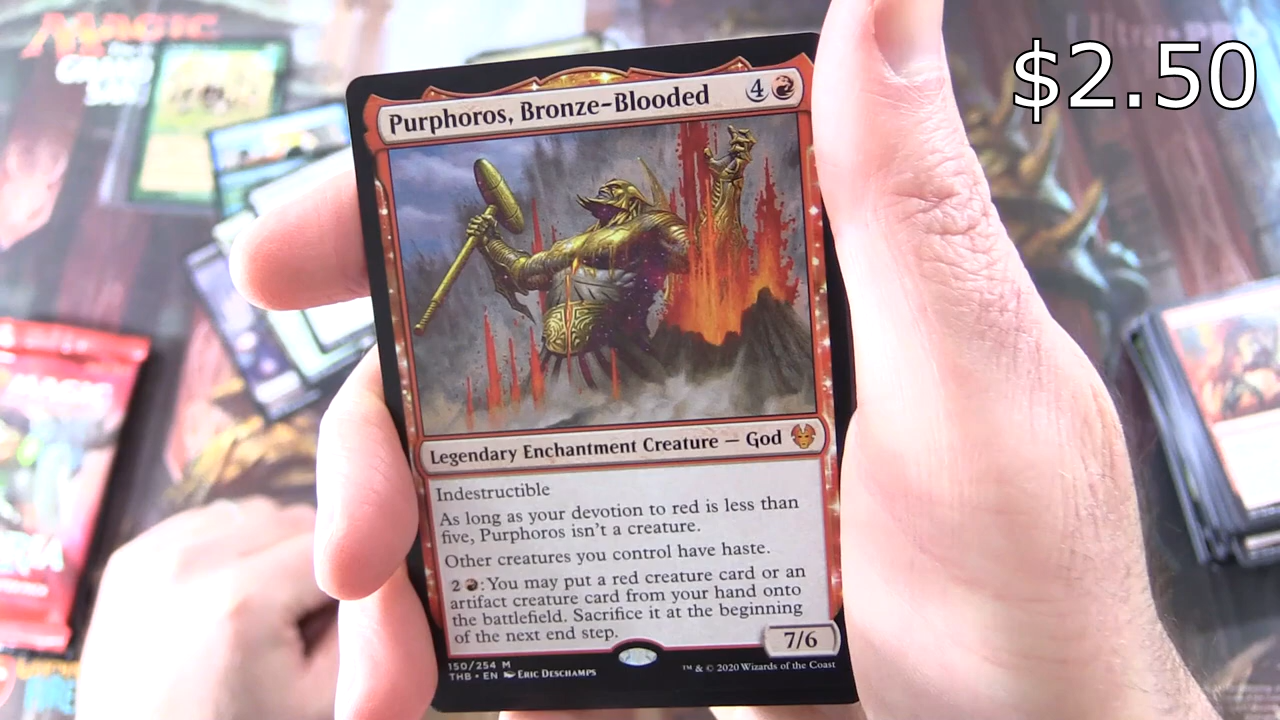 MAGIC
$2.50
Purphoros, Bronze-Blooded 4
Legendary Enchantment Creature — God
Indestructible
As long as your devotion to red is less than
five, Purphoros isn't a creature.
Other creatures you control have haste.
2 : You may put a red creature card or an
artifact creature card from your hand onto
the battlefield. Sacrifice it at the beginning
of the next end step.
7/6
150/254 M
THB • EN Eric Deschamps
™ & © 2020 Wizards of the Coast